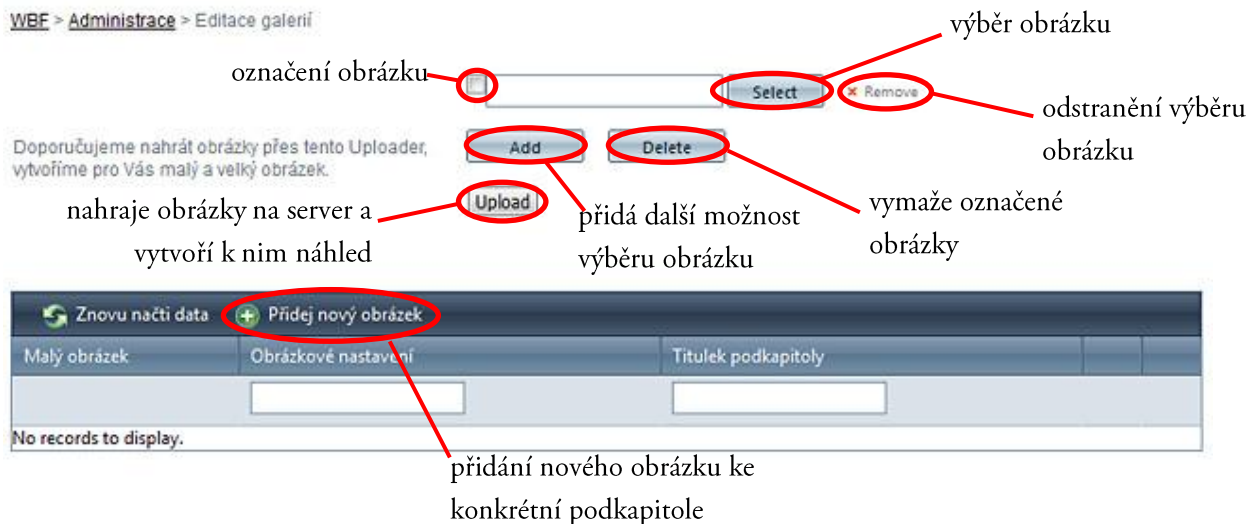 WBF > Administrace > Editace galerií
výběr obrázku
označení obrázku
Select
× Remove
odstranění výběru
obrázku
Doporučujeme nahrát obrázky přes tento Uploader,
vytvoříme pro Vás malý a velký obrázek.
Add
Delete
Upload
nahraje obrázky na server a
vytvoří k nim náhled
přidá další možnost
výběru obrázku
vymaže označené
obrázky
Znovu načti data
Přidej nový obrázek
Malý obrázek
Obrázkové nastavení
Titulek podkapitoly
No records to display.
přidání nového obrázku ke
konkrétní podkapitole